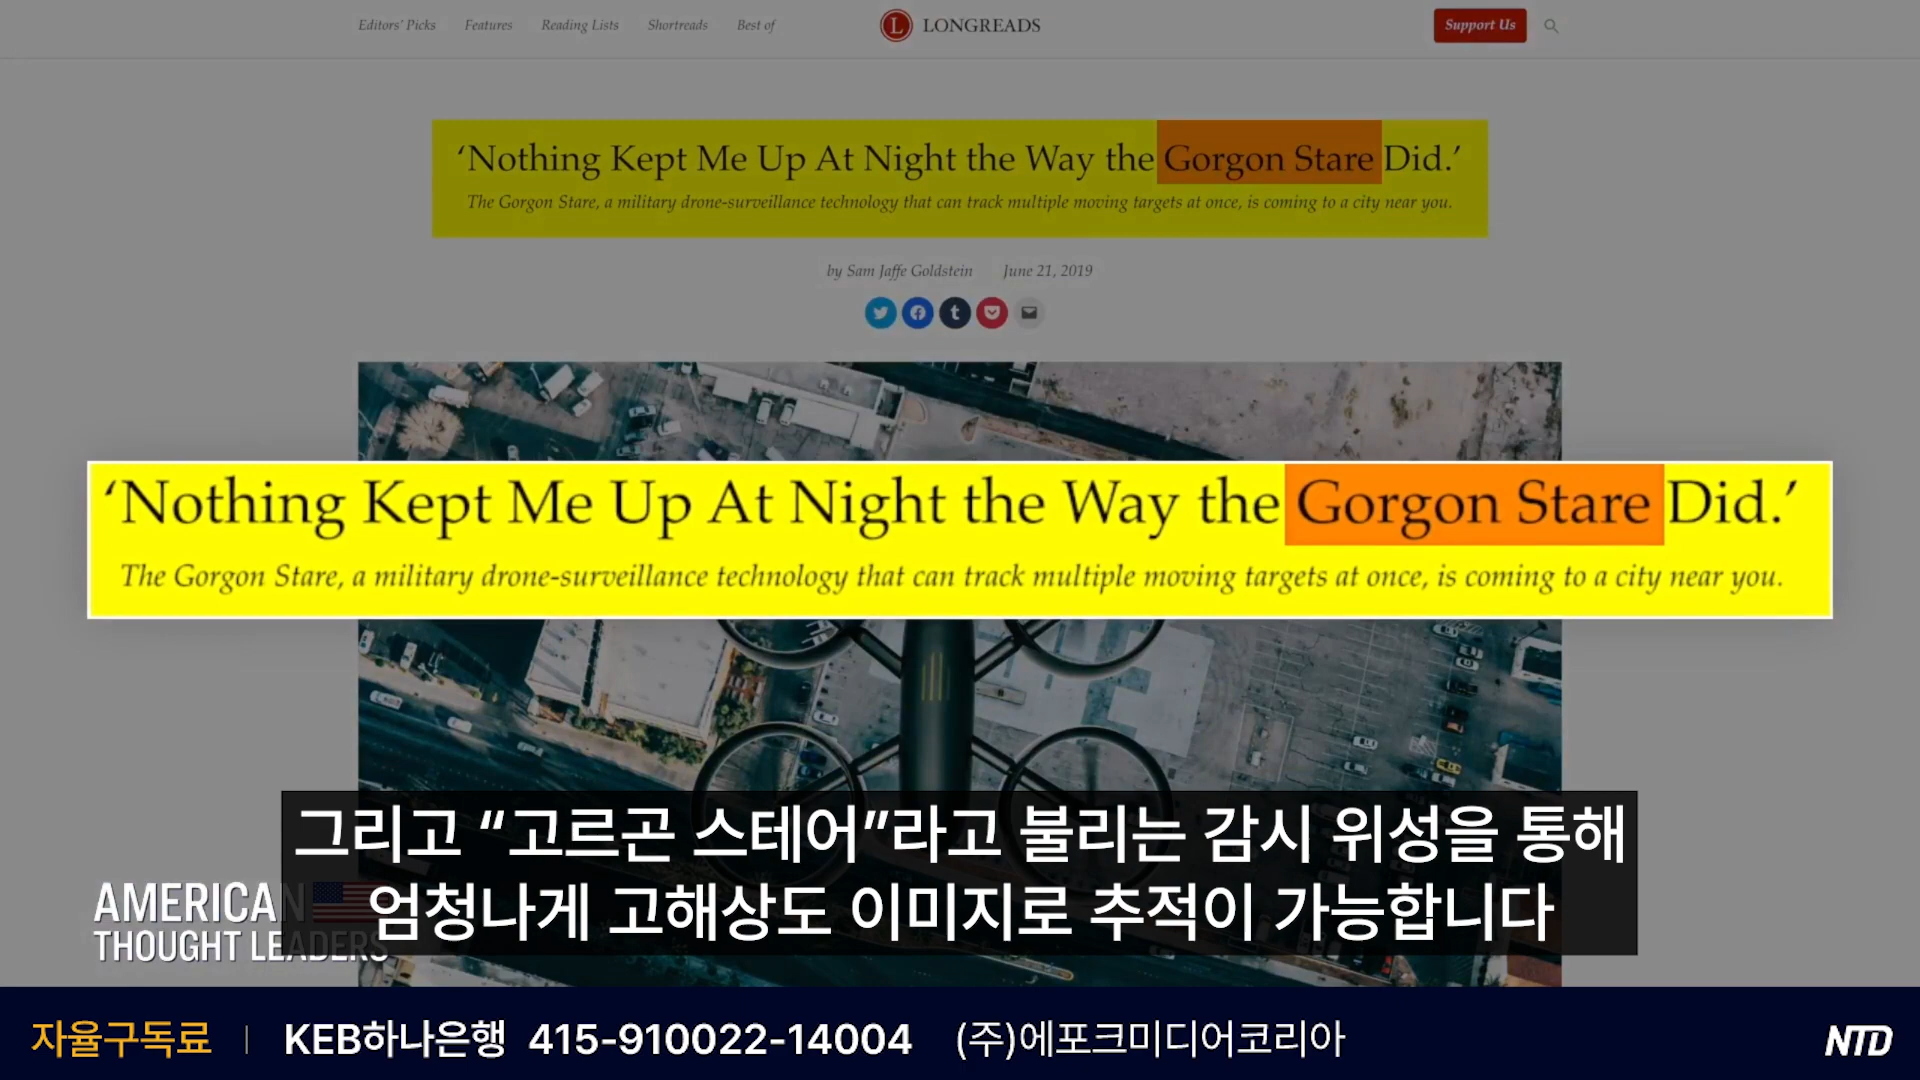 Editors' Picks Features Reading Lists Shortreads Best of
L LONGREADS
Support Us
‘Nothing Kept Me Up At Night the Way the Gorgon Stare Did.’
The Gorgon Stare, a military drone-surveillance technology that can track multiple moving targets at once, is coming to a city near you.
by Sam Jaffe Goldstein June 21, 2019
‘Nothing Kept Me Up At Night the Way the Gorgon Stare Did.’
The Gorgon Stare, a military drone-surveillance technology that can track multiple moving targets at once, is coming to a city near you.
그리고 “고르곤 스테어”라고 불리는 감시 위성을 통해
엄청나게 고해상도 이미지로 추적이 가능합니다
AMERICAN
THOUGHT LEADERS
자율구독료 | KEB하나은행 415-910022-14004 (주)에포크미디어코리아
NTD